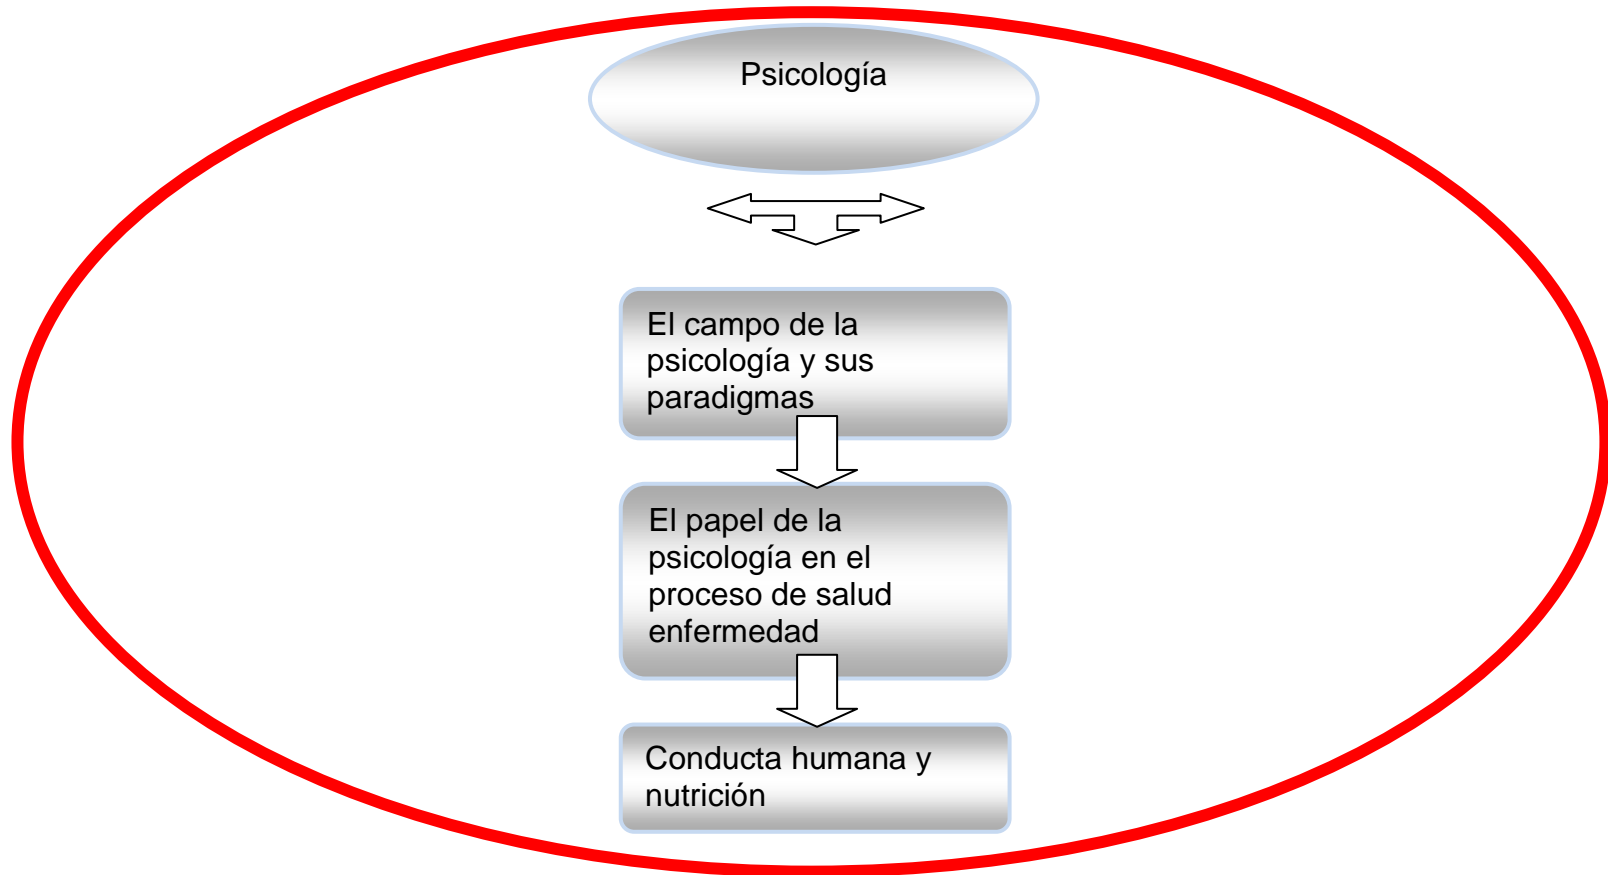 Psicología
El campo de la
psicología y sus
paradigmas
El papel de la
psicología en el
proceso de salud
enfermedad
Conducta humana y
nutrición